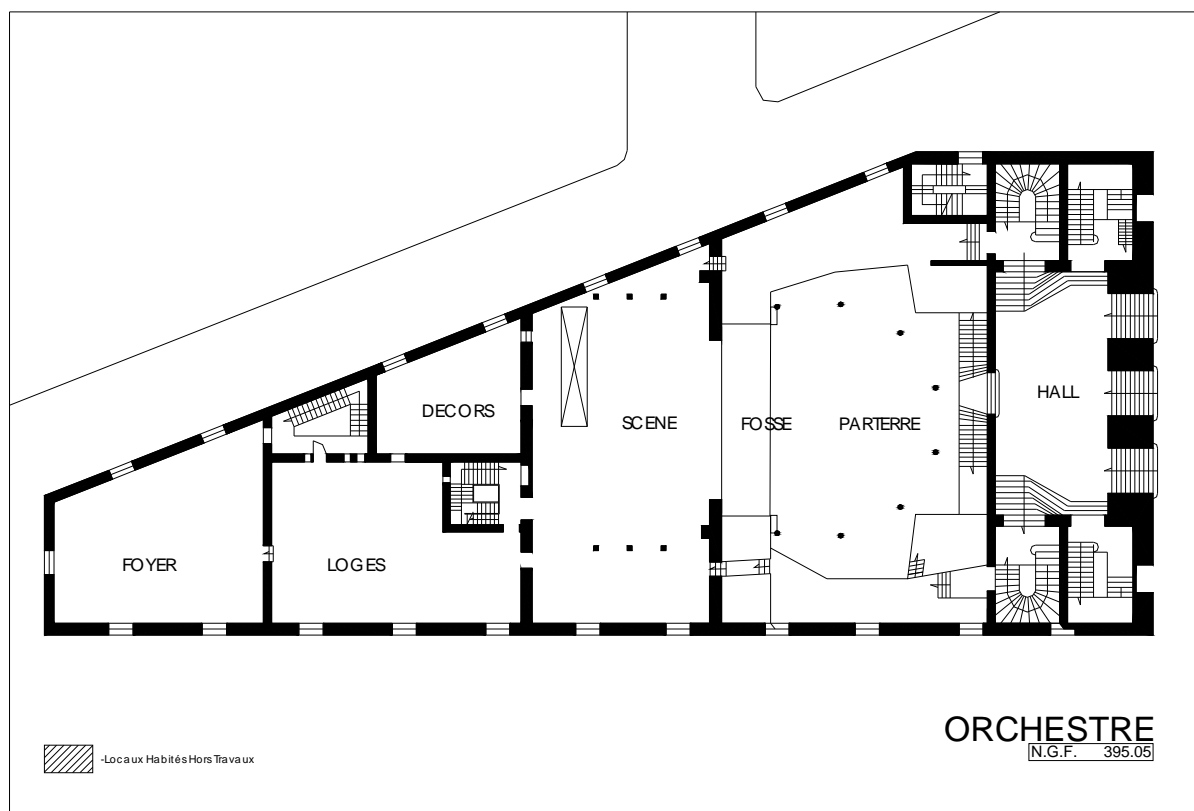 HALL
DECORS
SCENE
FOSSE
PARTERRE
FOYER
LOGES
ORCHESTRE
N.G.F. 395.05
-Locaux Habités Hors Travaux